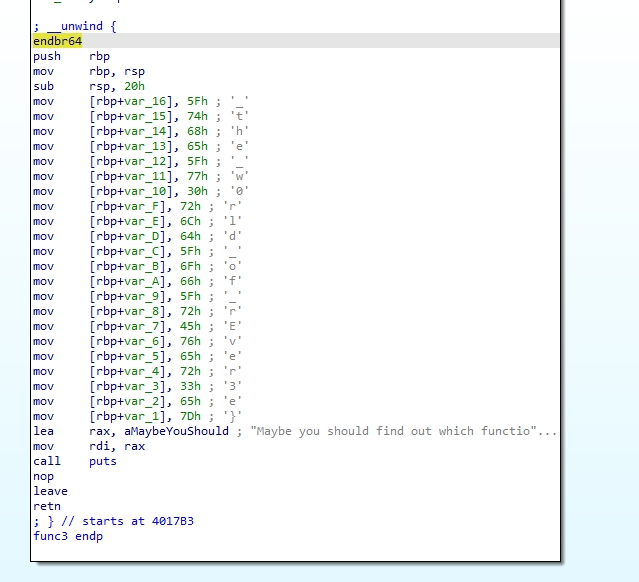 ; __unwind {
endbr64
push rbp
mov rbp, rsp
sub rsp, 20h
mov [rbp+var_16], 5Fh ; '_'
mov [rbp+var_15], 74h ; 't'
mov [rbp+var_14], 68h ; 'h'
mov [rbp+var_13], 65h ; 'e'
mov [rbp+var_12], 5Fh ; '_'
mov [rbp+var_11], 77h ; 'w'
mov [rbp+var_10], 30h ; '0'
mov [rbp+var_F], 72h ; 'r'
mov [rbp+var_E], 6Ch ; 'l'
mov [rbp+var_D], 64h ; 'd'
mov [rbp+var_C], 5Fh ; '_'
mov [rbp+var_B], 6Fh ; 'o'
mov [rbp+var_A], 66h ; 'f'
mov [rbp+var_9], 5Fh ; '_'
mov [rbp+var_8], 72h ; 'r'
mov [rbp+var_7], 45h ; 'E'
mov [rbp+var_6], 76h ; 'v'
mov [rbp+var_5], 65h ; 'e'
mov [rbp+var_4], 72h ; 'r'
mov [rbp+var_3], 33h ; '3'
mov [rbp+var_2], 65h ; 'e'
mov [rbp+var_1], 7Dh ; '}'
lea rax, aMaybeYouShould ; "Maybe you should find out which functio"...
mov rdi, rax
call puts
nop
leave
retn
; } // starts at 4017B3
func3 endp